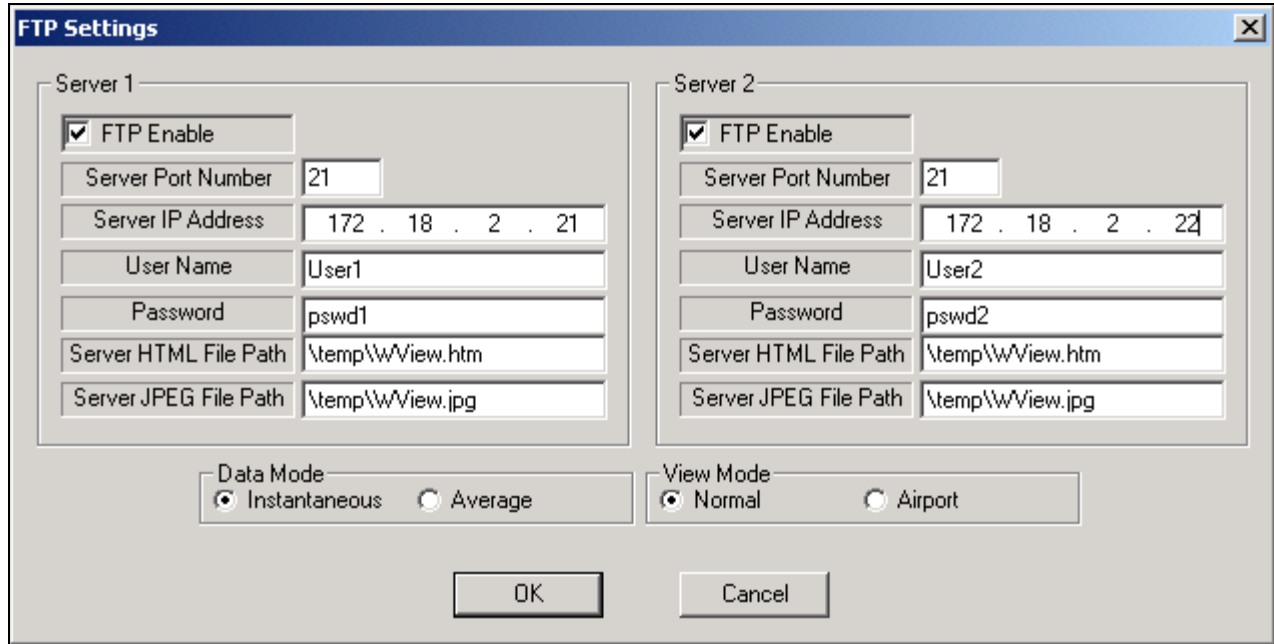 FTP Settings
Server 1
FTP Enable
Server Port Number 21
Server IP Address 172 . 18 . 2 . 21
User Name User1
Password pswd1
Server HTML File Path \temp\WView.htm
Server JPEG File Path \temp\WView.jpg
Server 2
FTP Enable
Server Port Number 21
Server IP Address 172 . 18 . 2 . 22
User Name User2
Password pswd2
Server HTML File Path \temp\WView.htm
Server JPEG File Path \temp\WView.jpg
Data Mode
Instantaneous Average
View Mode
Normal Airport
OK Cancel